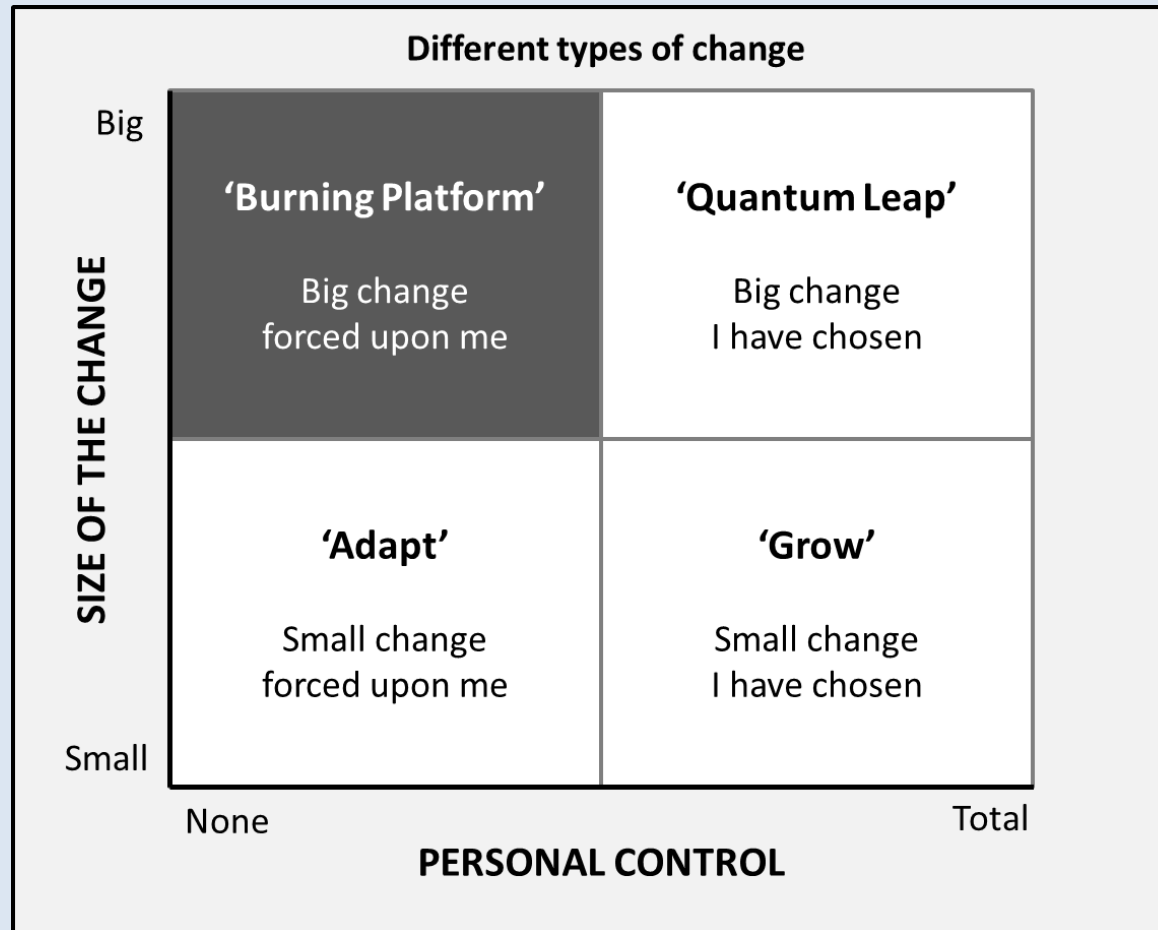 Different types of change
Big
‘Burning Platform’
Big change
forced upon me
‘Quantum Leap’
Big change
I have chosen
SIZE OF THE CHANGE
‘Adapt’
Small change
forced upon me
‘Grow’
Small change
I have chosen
Small
None
Total
PERSONAL CONTROL